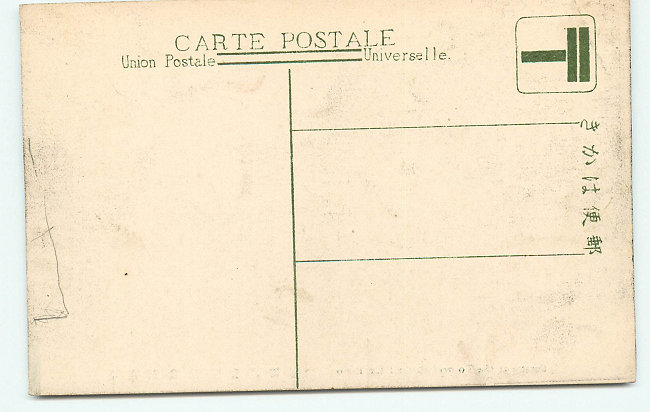 CARTE POSTALE
Union Postale Universelle.
郵便はかき